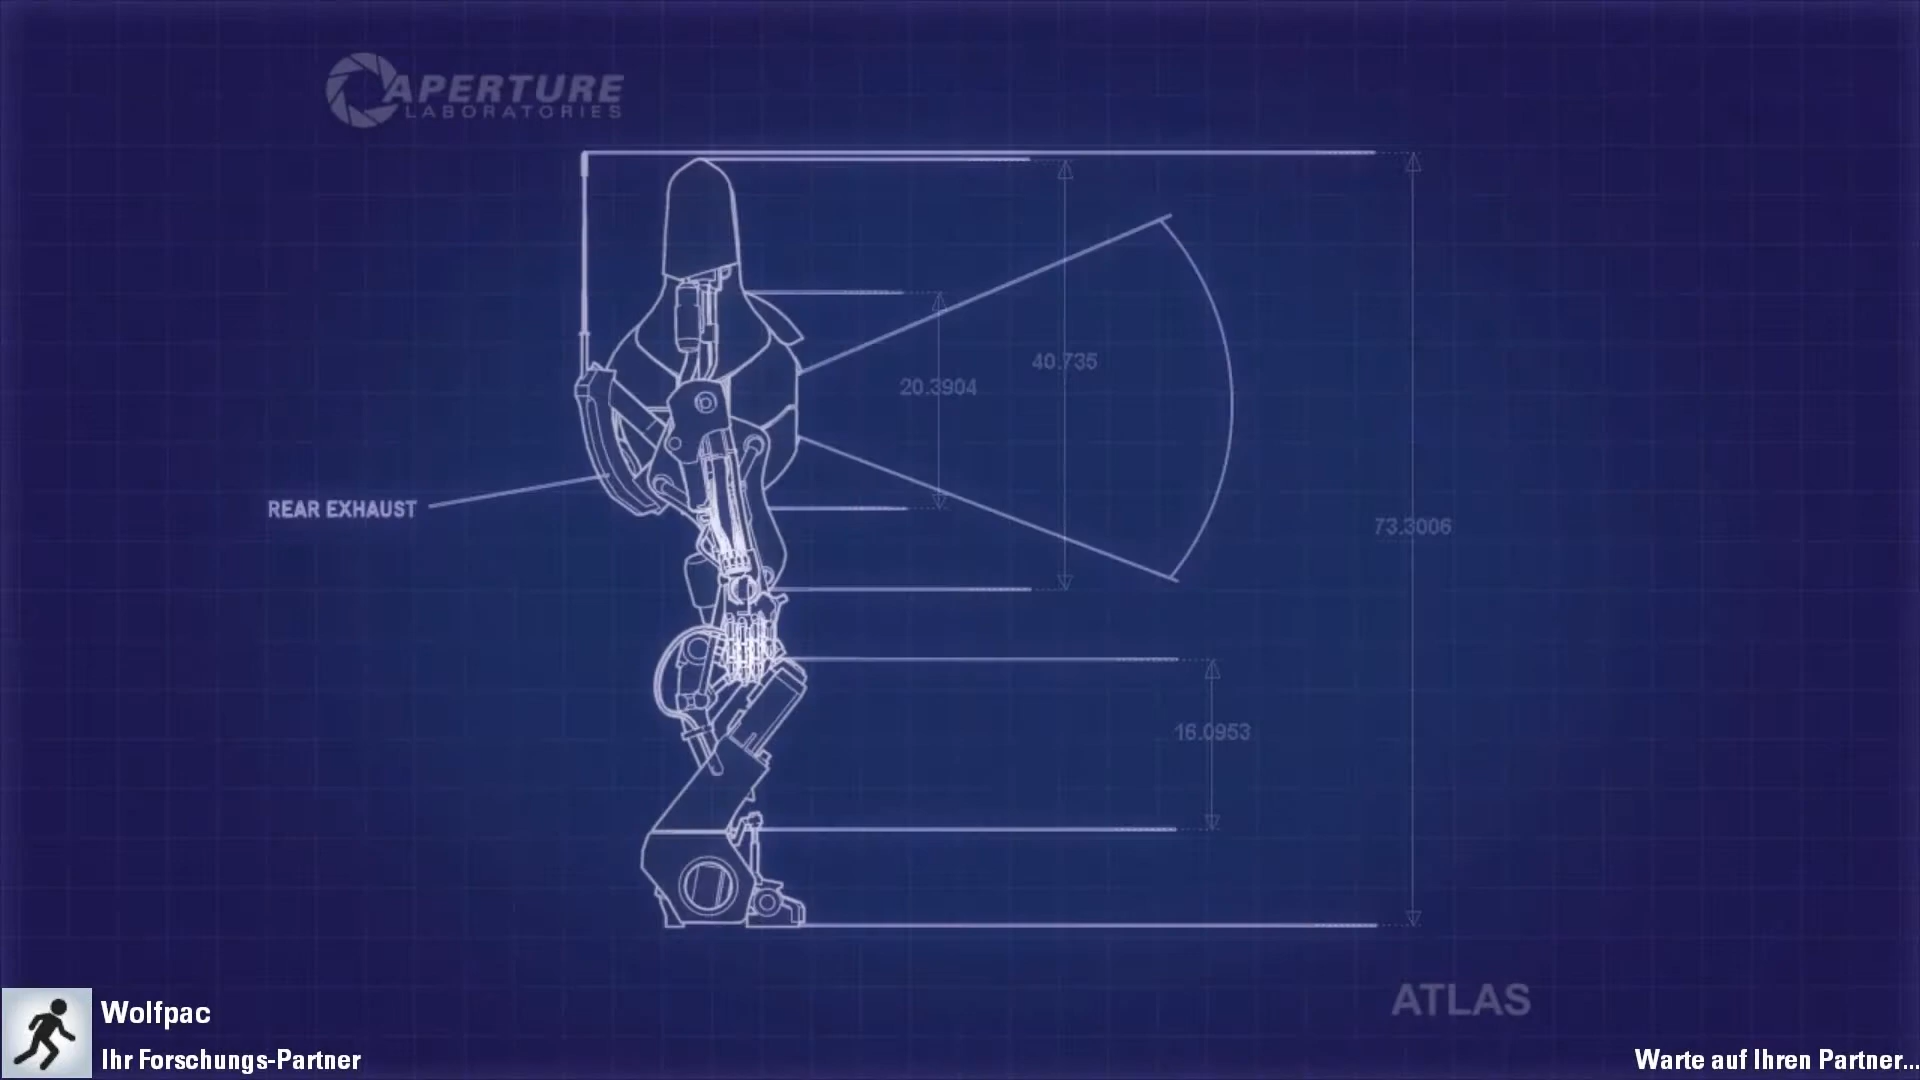 APERTURE
LABORATORIES
40.735
20.3904
REAR EXHAUST
73.3006
16.0953
ATLAS
Wolfpac
Ihr Forschungs-Partner
Warte auf Ihren Partner...